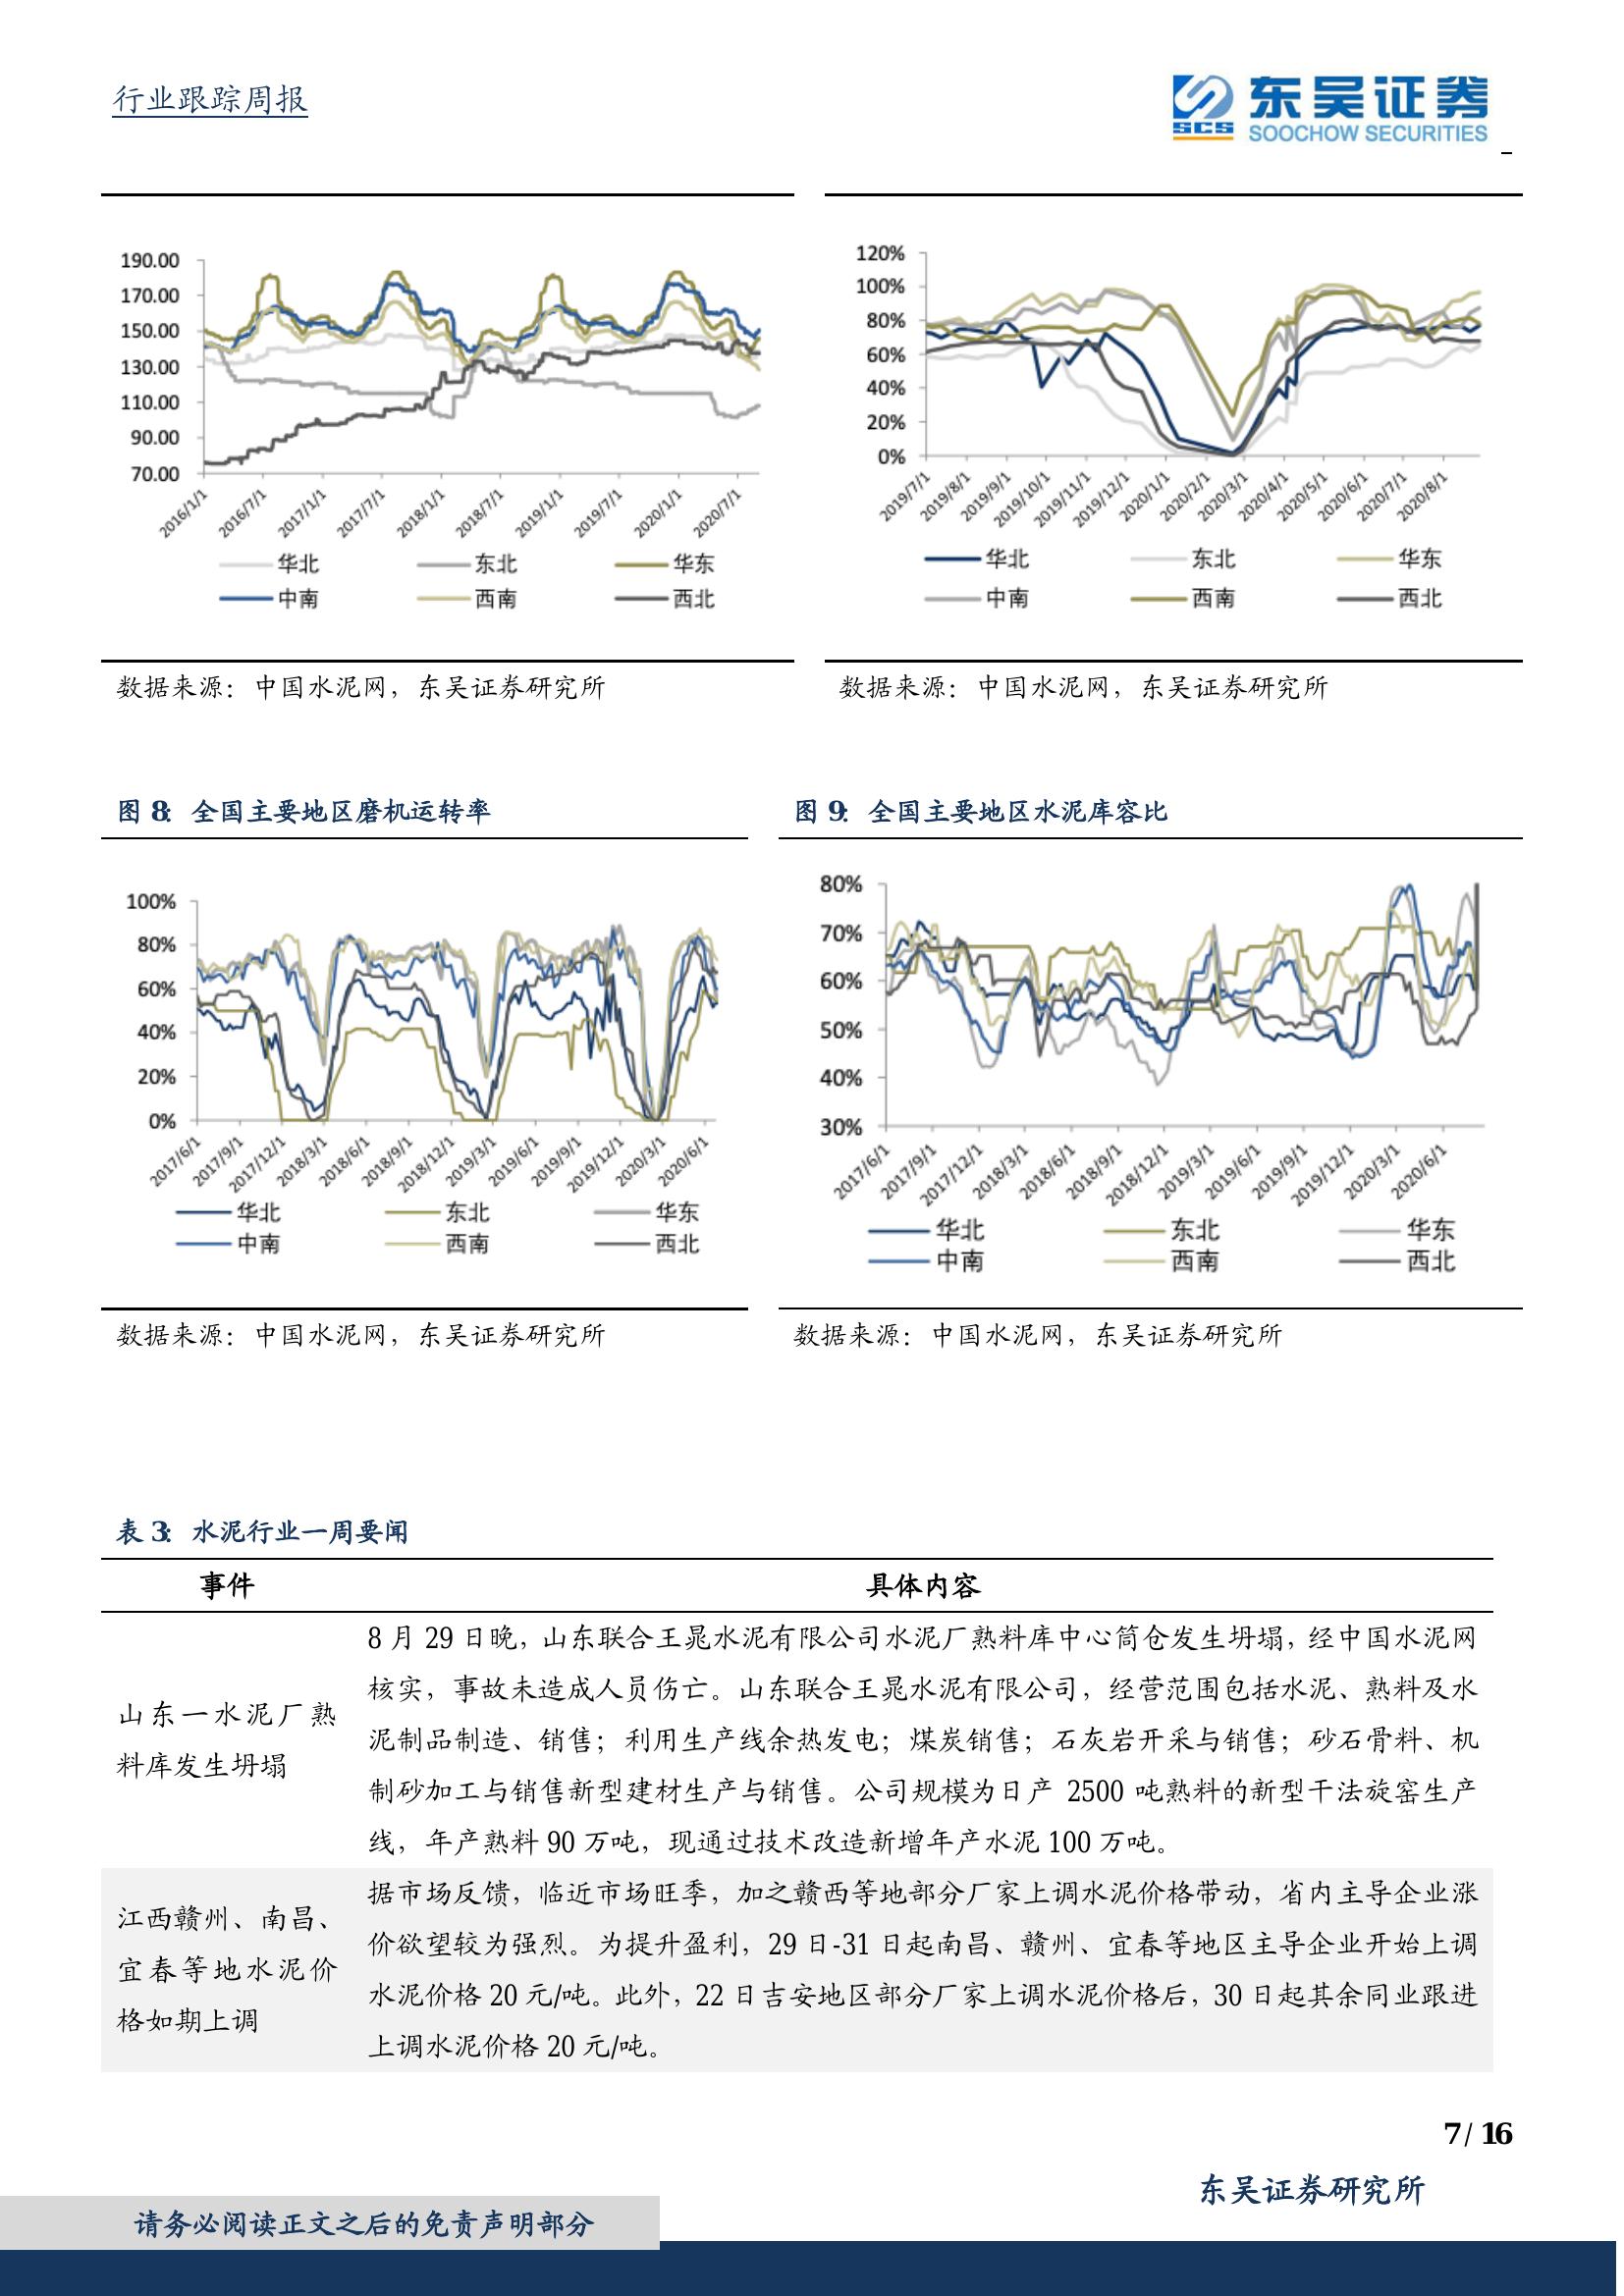 行业跟踪周报
东吴证券
SCS
SOOCHOW SECURITIES
190.00
170.00
150.00
130.00
110.00
90.00
70.00
2016/1/1
2016/7/1
2017/1/1
2017/7/1
2018/1/1
2018/7/1
2019/1/1
2019/7/1
2020/1/1
2020/7/1
华北 东北 华东
中南 西南 西北
120%
100%
80%
60%
40%
20%
0%
2019/7/1
2019/8/1
2019/9/1
2019/10/1
2019/11/1
2019/12/1
2020/1/1
2020/2/1
2020/3/1
2020/4/1
2020/5/1
2020/6/1
2020/7/1
2020/8/1
华北 东北 华东
中南 西南 西北
数据来源：中国水泥网，东吴证券研究所
数据来源：中国水泥网，东吴证券研究所
图 8：全国主要地区磨机运转率
图 9：全国主要地区水泥库容比
100%
80%
60%
40%
20%
0%
2017/6/1
2017/9/1
2017/12/1
2018/3/1
2018/6/1
2018/9/1
2018/12/1
2019/3/1
2019/6/1
2019/9/1
2019/12/1
2020/3/1
2020/6/1
华北 东北 华东
中南 西南 西北
80%
70%
60%
50%
40%
30%
2017/6/1
2017/9/1
2017/12/1
2018/3/1
2018/6/1
2018/9/1
2018/12/1
2019/3/1
2019/6/1
2019/9/1
2019/12/1
2020/3/1
2020/6/1
华北 东北 华东
中南 西南 西北
数据来源：中国水泥网，东吴证券研究所
数据来源：中国水泥网，东吴证券研究所
表 3：水泥行业一周要闻
事件 具体内容
山东一水泥厂熟
料库发生坍塌
8 月 29 日晚，山东联合王晁水泥有限公司水泥厂熟料库中心筒仓发生坍塌，经中国水泥网
核实，事故未造成人员伤亡。山东联合王晁水泥有限公司，经营范围包括水泥、熟料及水
泥制品制造、销售；利用生产线余热发电；煤炭销售；石灰岩开采与销售；砂石骨料、机
制砂加工与销售新型建材生产与销售。公司规模为日产 2500 吨熟料的新型干法旋窑生产
线，年产熟料 90 万吨，现通过技术改造新增年产水泥 100 万吨。
江西赣州、南昌、
宜春等地水泥价
格如期上调
据市场反馈，临近市场旺季，加之赣西等地部分厂家上调水泥价格带动，省内主导企业涨
价欲望较为强烈。为提升盈利，29 日-31 日起南昌、赣州、宜春等地区主导企业开始上调
水泥价格 20 元/吨。此外，22 日吉安地区部分厂家上调水泥价格后，30 日起其余同业跟进
上调水泥价格 20 元/吨。
7 / 16
东吴证券研究所
请务必阅读正文之后的免责声明部分